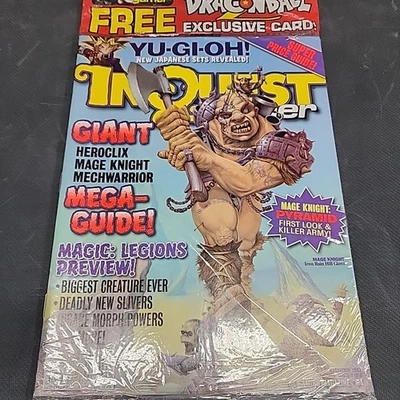 FREE
DRAGONBALL Z
EXCLUSIVE CARD!
YU-GI-OH!
NEW JAPANESE SETS REVEALED!
SUPER
PRICE GUIDE!
INQUEST
GIANT
HEROCLIX
MAGE KNIGHT
MECHWARRIOR
MEGA-
GUIDE!
MAGE KNIGHT:
PYRAMID
FIRST LOOK &
KILLER ARMY!
MAGIC: LEGIONS
PREVIEW!
• BIGGEST CREATURE EVER
• DEADLY NEW SLIVERS
MORPH POWERS
MAGE KNIGHT